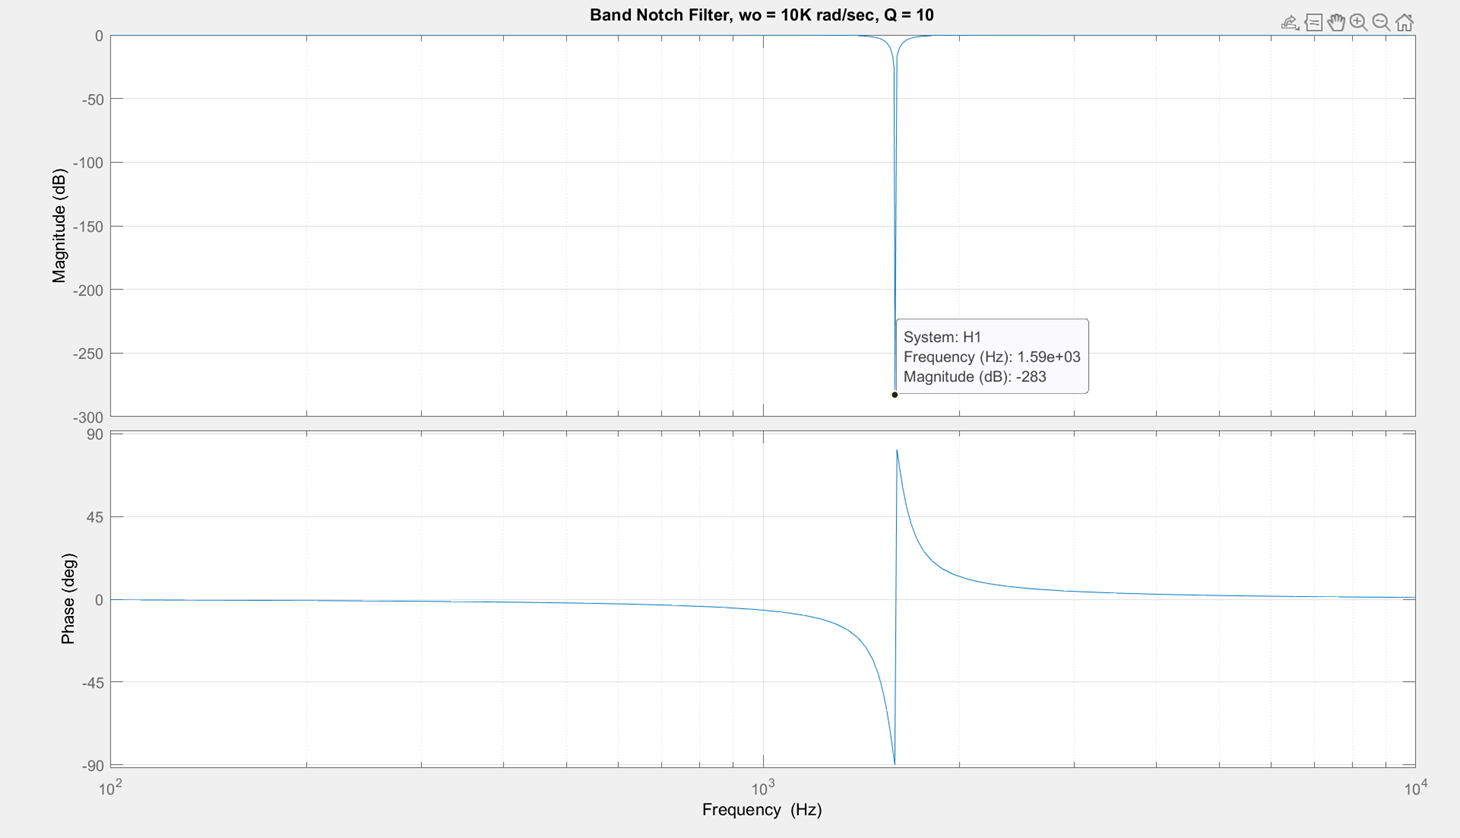 Band Notch Filter, wo = 10K rad/sec, Q = 10
0
-50
-100
-150
-200
-250
-300
Magnitude (dB)
System: H1
Frequency (Hz): 1.59e+03
Magnitude (dB): -283
90
45
0
-45
-90
Phase (deg)
10^2
10^3
10^4
Frequency (Hz)